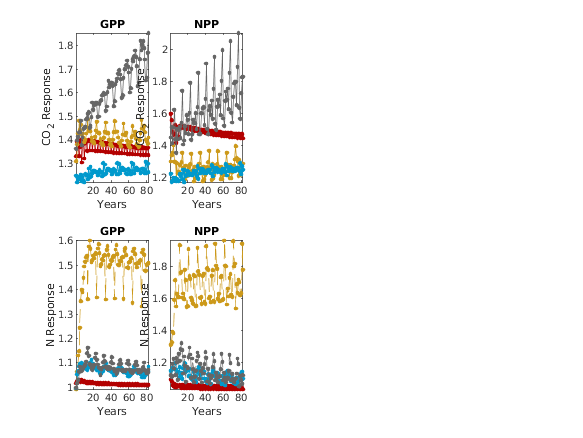 GPP
NPP
CO2 Response
1.8
1.7
1.6
1.5
1.4
1.3
20 40 60 80
Years
CO2 Response
2
1.8
1.6
1.4
1.2
20 40 60 80
Years
GPP
NPP
N Response
1.6
1.5
1.4
1.3
1.2
1.1
1
0 20 40 60 80
Years
N Response
1.8
1.6
1.4
1.2
0 20 40 60 80
Years